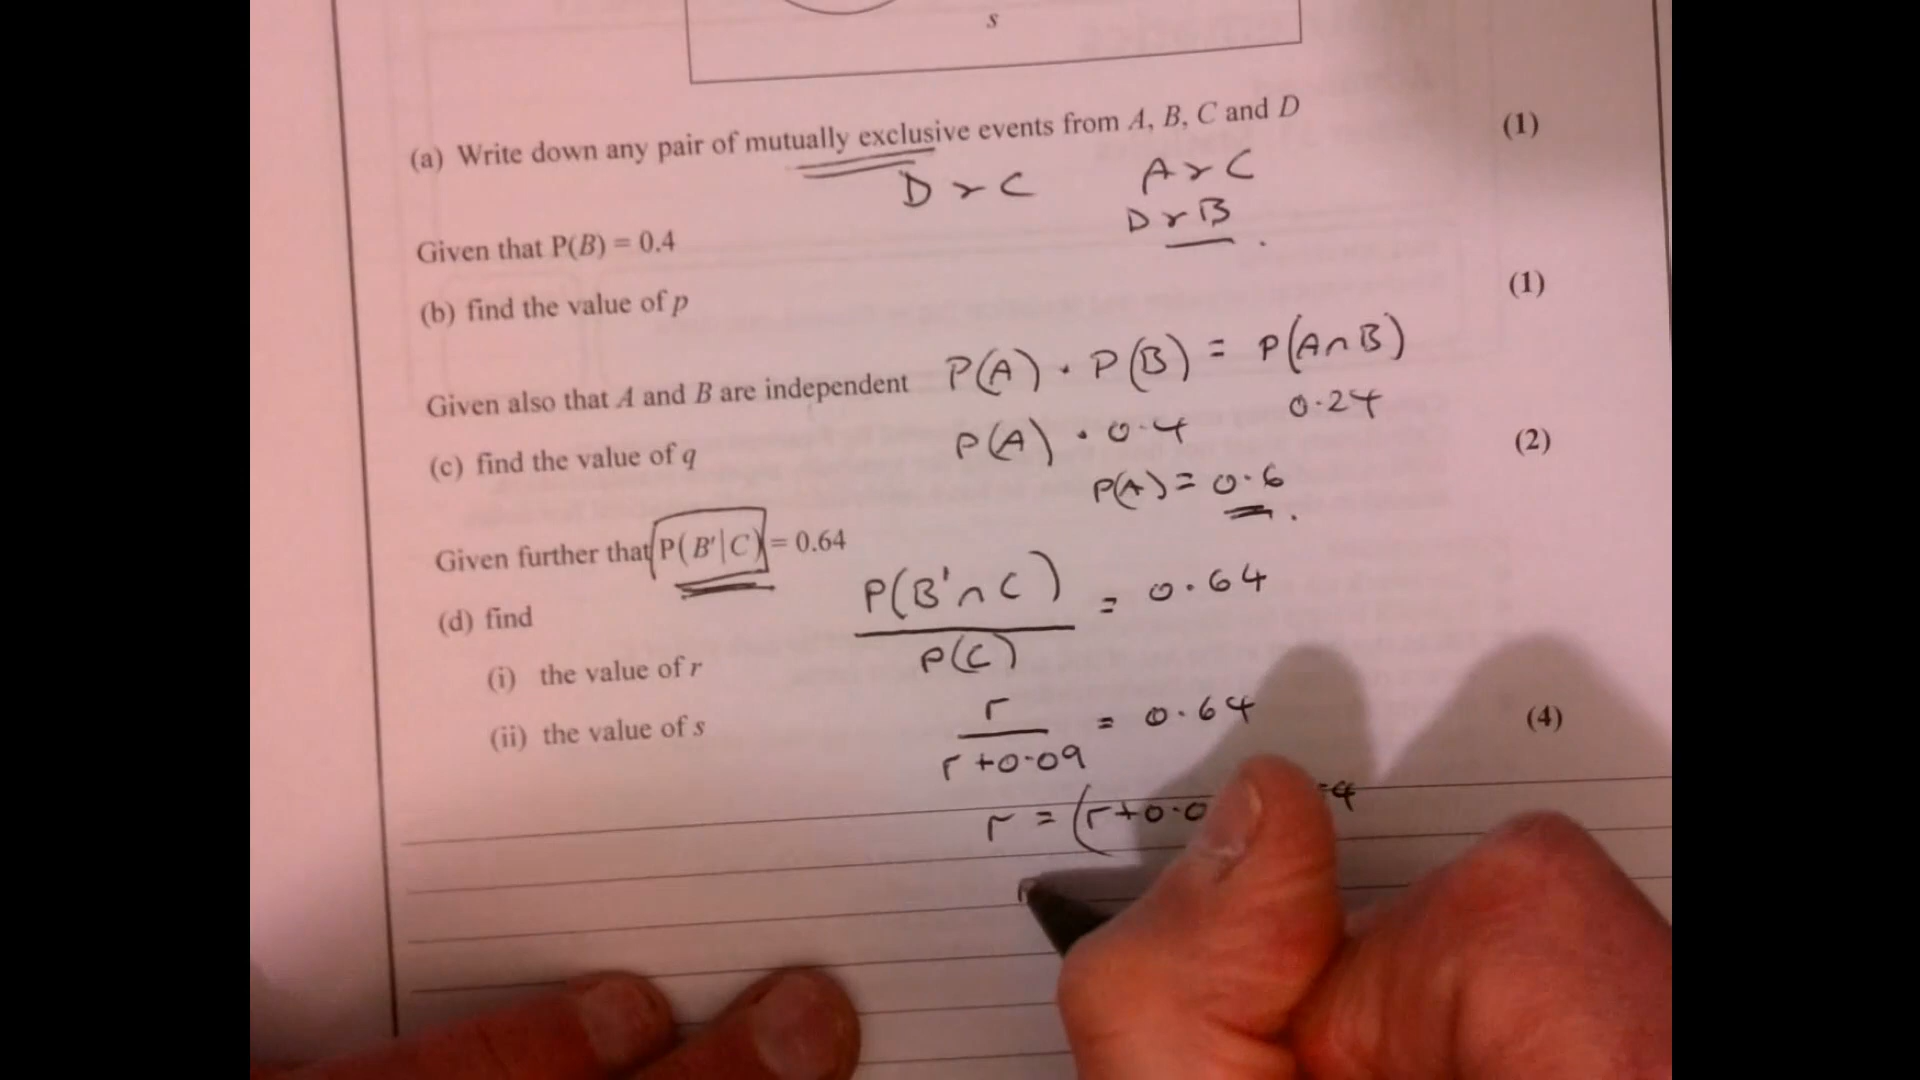 s
(a) Write down any pair of mutually exclusive events from A, B, C and D
(1)
D & C
A & C
D & B
Given that P(B) = 0.4
(b) find the value of p
(1)
P(A) · P(B) = P(A∩B)
Given also that A and B are independent
0.24
P(A) · 0.4
(c) find the value of q
(2)
P(A) = 0.6
Given further that P(B′|C) = 0.64
P(B'∩C) = 0.64
P(C)
(d) find
(i) the value of r
r = 0.64
r + 0.09
(ii) the value of s
(4)
r = (r+0.0